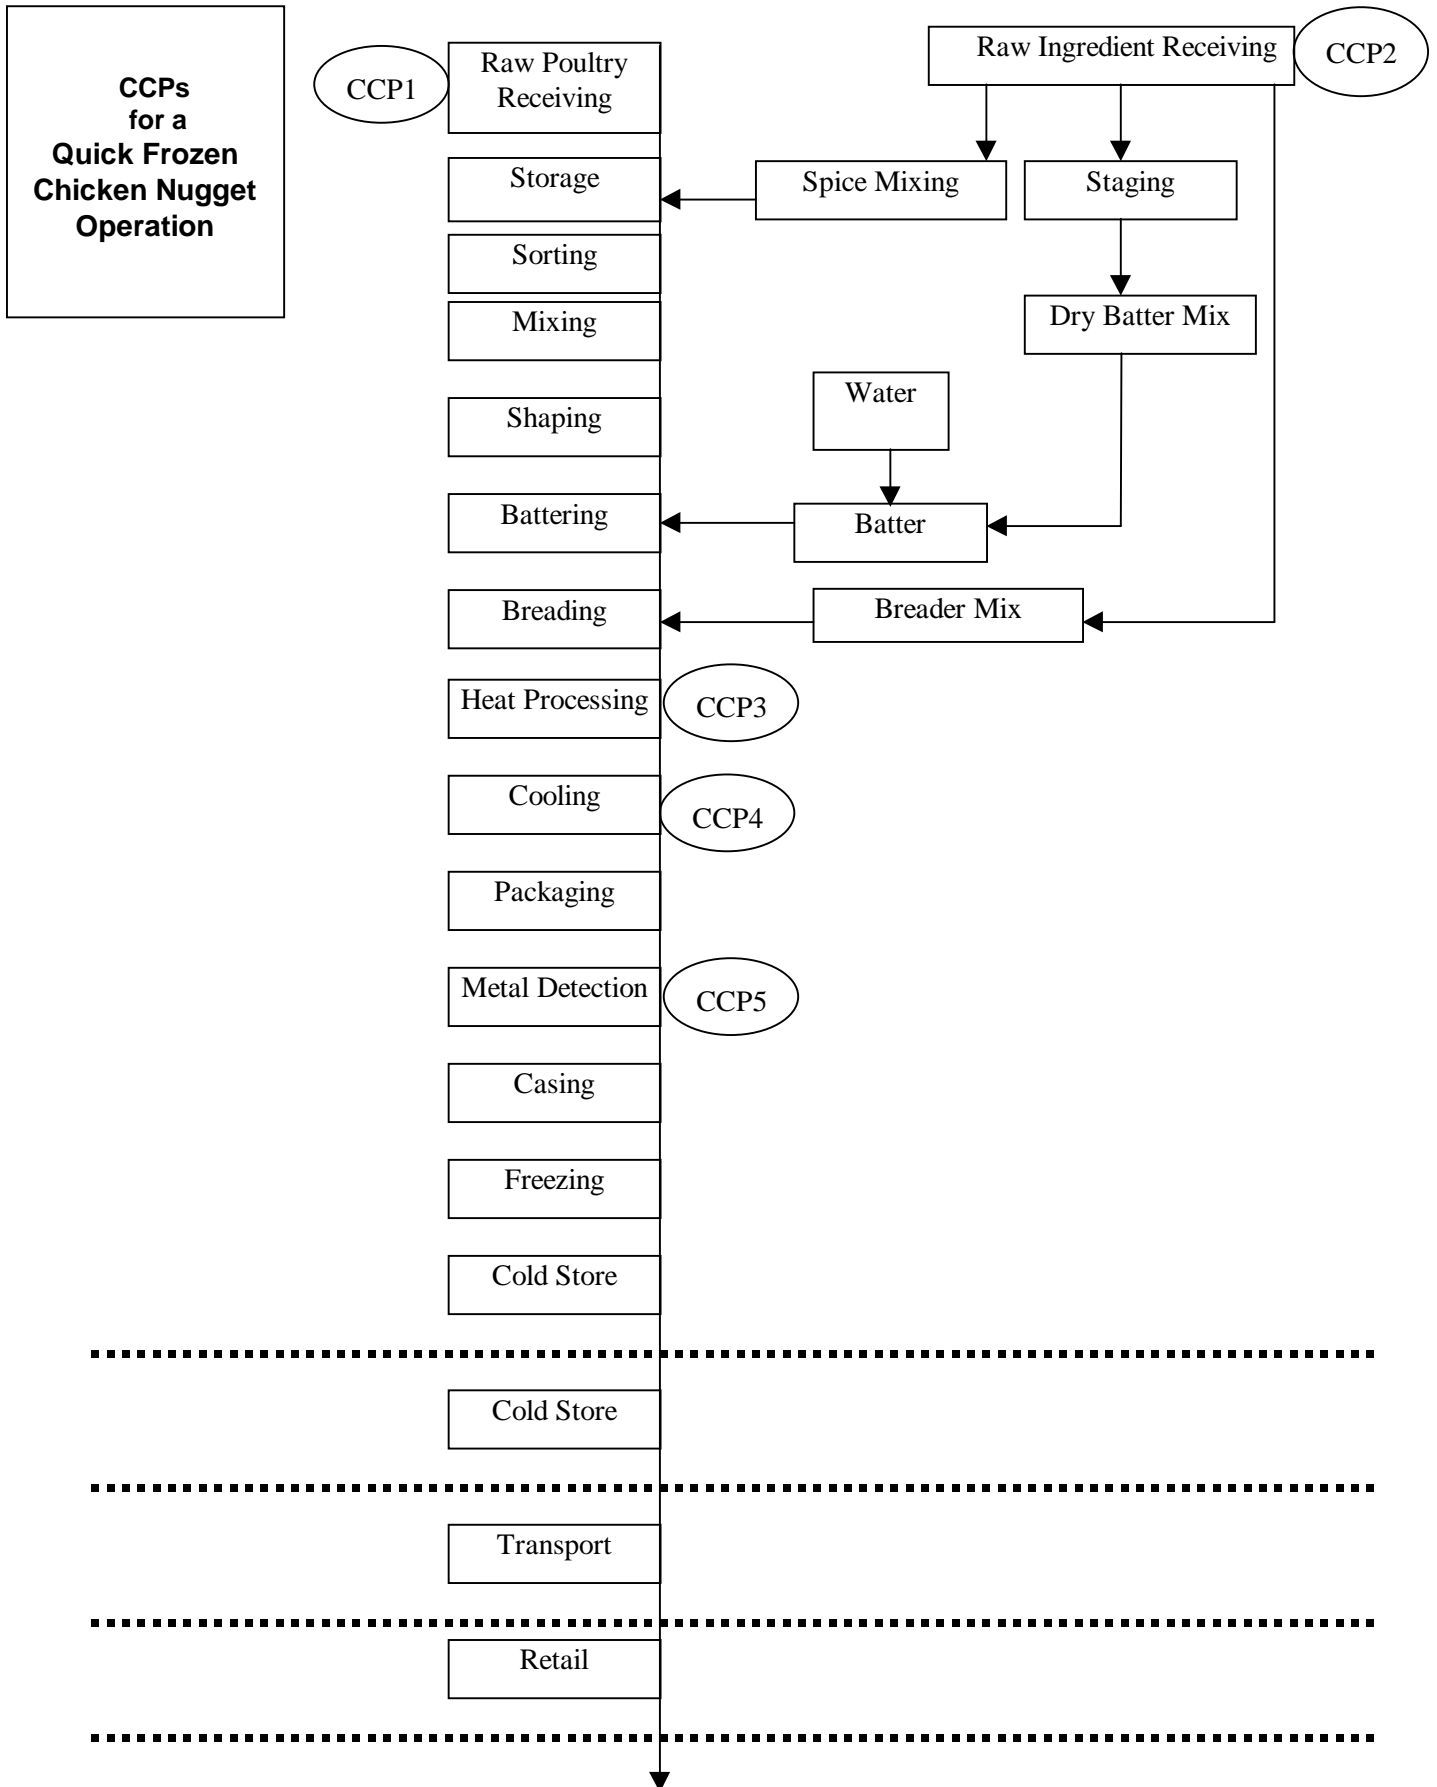 CCPs
for a
Quick Frozen
Chicken Nugget
Operation
CCP1
Raw Poultry
Receiving
Raw Ingredient Receiving
CCP2
Storage
Spice Mixing
Staging
Sorting
Mixing
Dry Batter Mix
Water
Shaping
Battering
Batter
Breading
Breader Mix
Heat Processing
CCP3
Cooling
CCP4
Packaging
Metal Detection
CCP5
Casing
Freezing
Cold Store
Cold Store
Transport
Retail